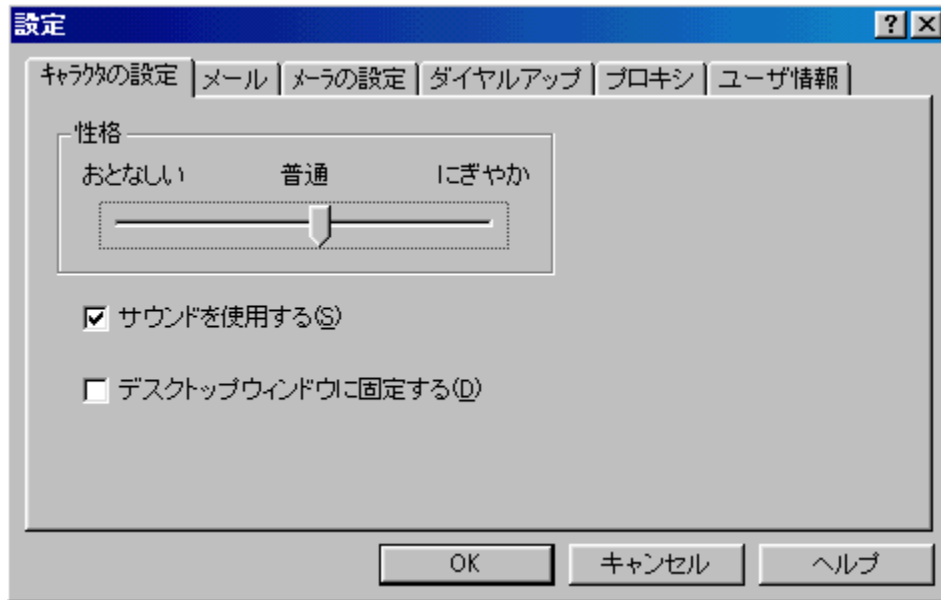 設定
ｷｬﾗｸﾀの設定 メール ﾒｰﾗの設定 ダイヤルアップ プロキシ ユーザ情報
性格
おとなしい 普通 にぎやか
サウンドを使用する(S)
デスクトップウィンドウに固定する(D)
OK キャンセル ヘルプ